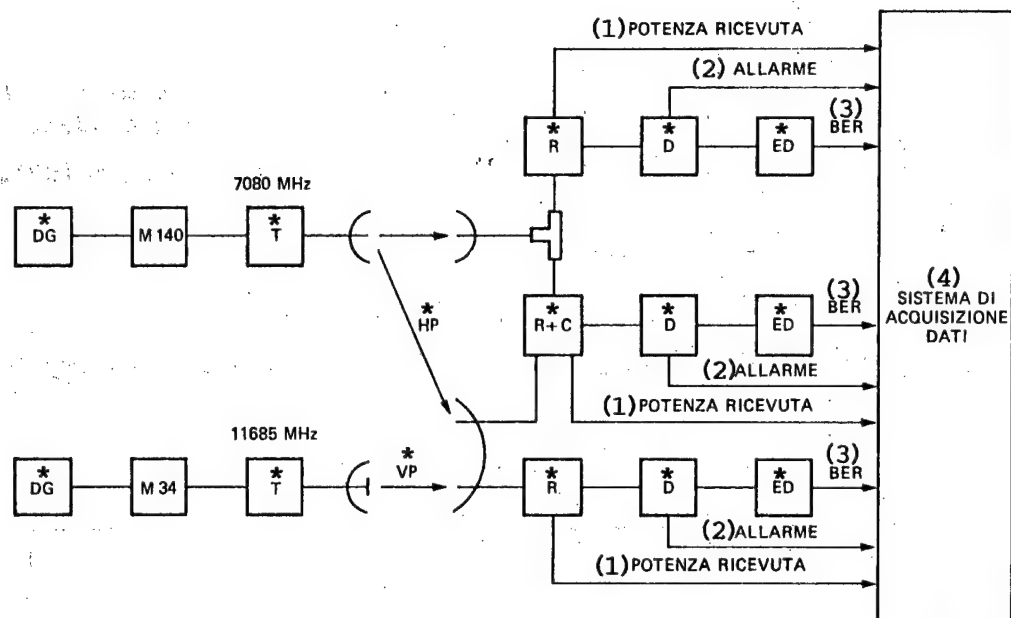 (1) POTENZA RICEVUTA
(2) ALLARME
(3)
BER
* R
* D
* ED
7080 MHz
* DG
M 140
* T
* HP
* R+C
* D
* ED
(3)
BER
(4)
SISTEMA DI
ACQUISIZIONE
DATI
(2) ALLARME
(1) POTENZA RICEVUTA
11685 MHz
* DG
M 34
* T
* VP
* R
* D
* ED
(3)
BER
(2) ALLARME
(1) POTENZA RICEVUTA